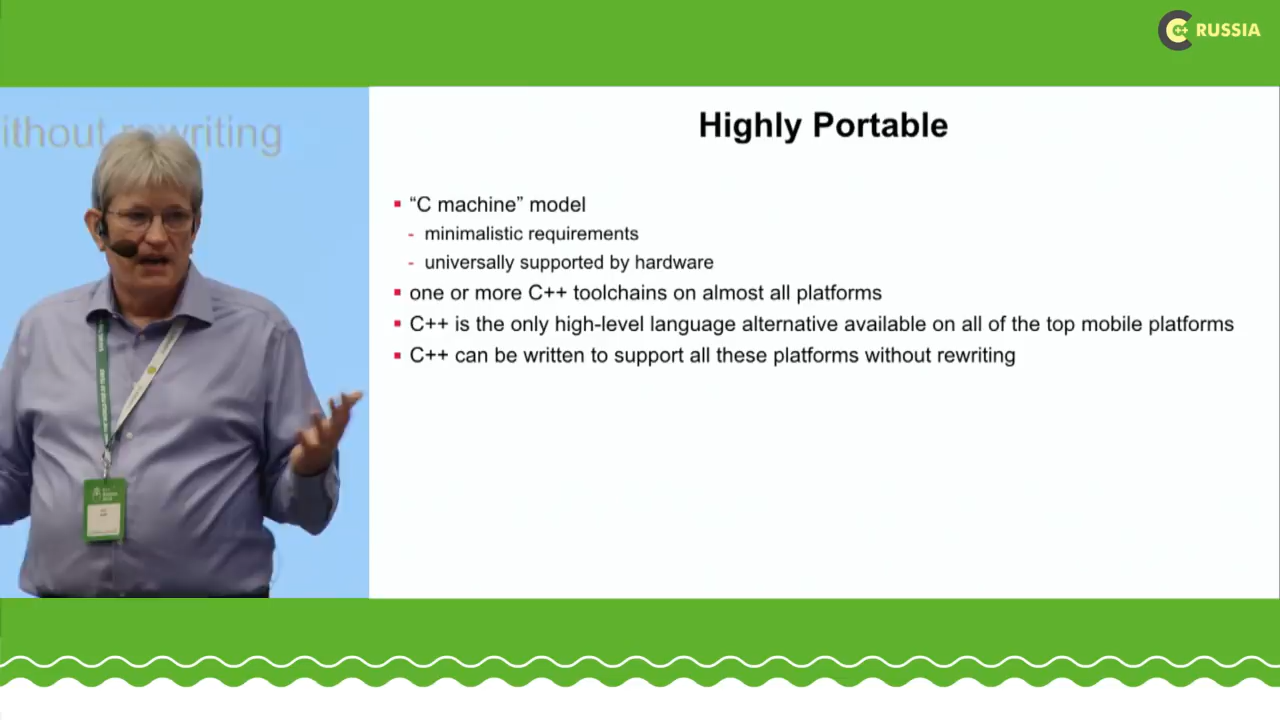 C++ RUSSIA
ithout rewriting
Highly Portable
▪ “C machine” model
- minimalistic requirements
- universally supported by hardware
▪ one or more C++ toolchains on almost all platforms
▪ C++ is the only high-level language alternative available on all of the top mobile platforms
▪ C++ can be written to support all these platforms without rewriting